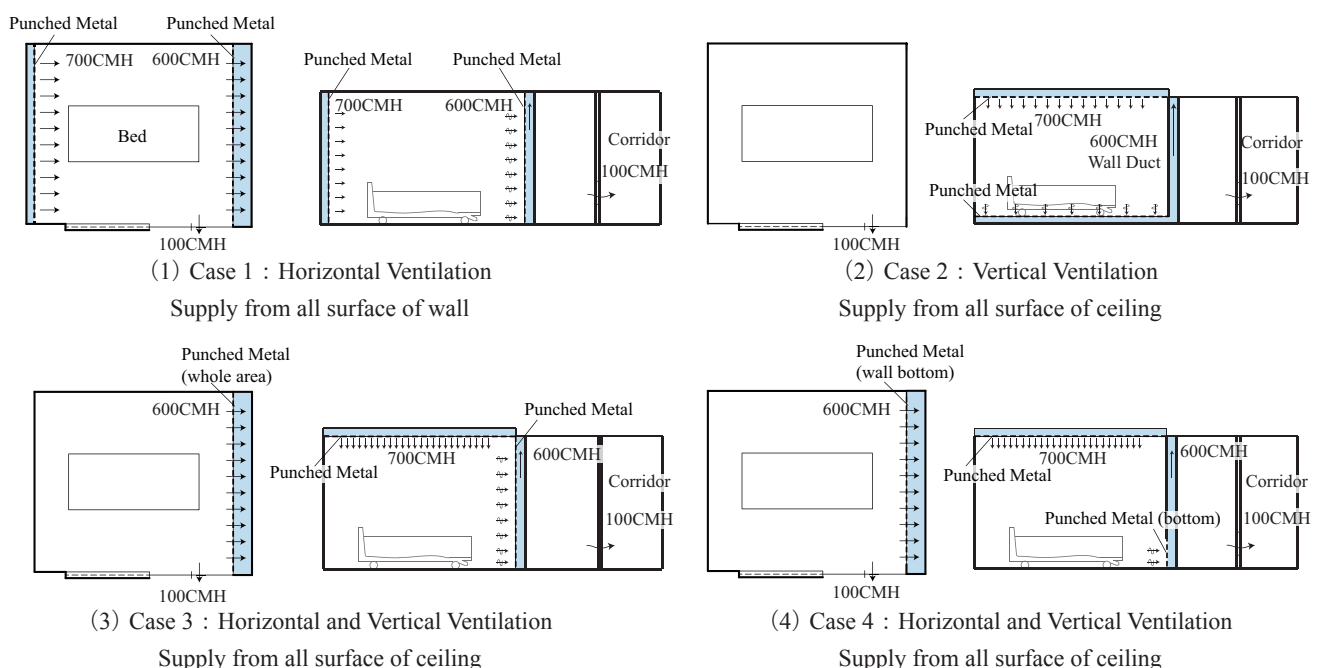 Punched Metal
Punched Metal
700CMH
600CMH
Bed
100CMH
Punched Metal
Punched Metal
700CMH
600CMH
Corridor
100CMH
(1) Case 1 : Horizontal Ventilation
Supply from all surface of wall
100CMH
Punched Metal
700CMH
600CMH
Wall Duct
Punched Metal
Corridor
100CMH
(2) Case 2 : Vertical Ventilation
Supply from all surface of ceiling
Punched Metal
(whole area)
600CMH
100CMH
Punched Metal
Punched Metal
700CMH
600CMH
Corridor
100CMH
(3) Case 3 : Horizontal and Vertical Ventilation
Supply from all surface of ceiling
Punched Metal
(wall bottom)
600CMH
100CMH
Punched Metal
700CMH
600CMH
Corridor
Punched Metal (bottom)
100CMH
(4) Case 4 : Horizontal and Vertical Ventilation
Supply from all surface of ceiling